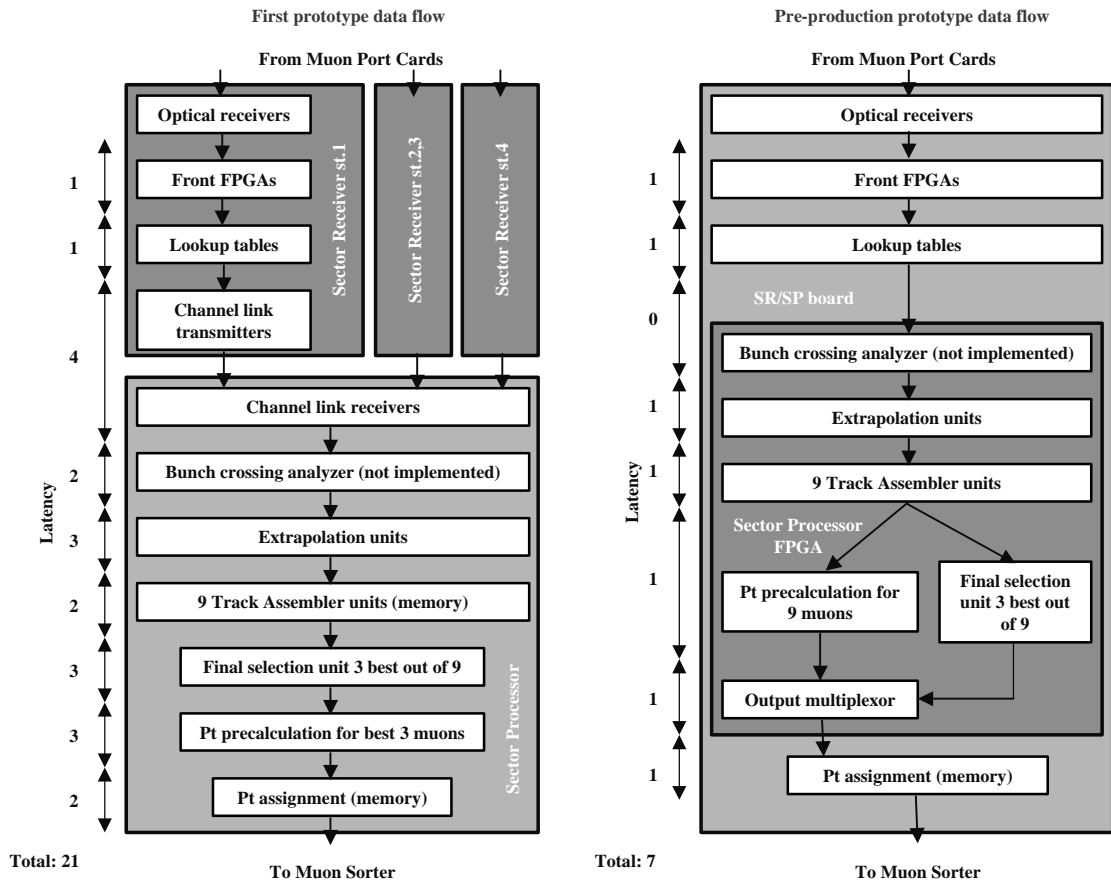 First prototype data flow
From Muon Port Cards
Optical receivers
Front FPGAs
Lookup tables
Channel link
transmitters
Sector Receiver st.1
Sector Receiver st.2,3
Sector Receiver st.4
Channel link receivers
Bunch crossing analyzer (not implemented)
Extrapolation units
9 Track Assembler units (memory)
Final selection unit 3 best out of 9
Pt precalculation for best 3 muons
Pt assignment (memory)
Sector Processor
To Muon Sorter
Latency
1
1
4
2
3
2
3
3
2
Total: 21
Pre-production prototype data flow
From Muon Port Cards
Optical receivers
Front FPGAs
Lookup tables
SR/SP board
Bunch crossing analyzer (not implemented)
Extrapolation units
9 Track Assembler units
Sector Processor
FPGA
Pt precalculation for
9 muons
Final selection
unit 3 best out
of 9
Output multiplexor
Pt assignment (memory)
To Muon Sorter
Latency
1
1
0
1
1
1
1
1
Total: 7